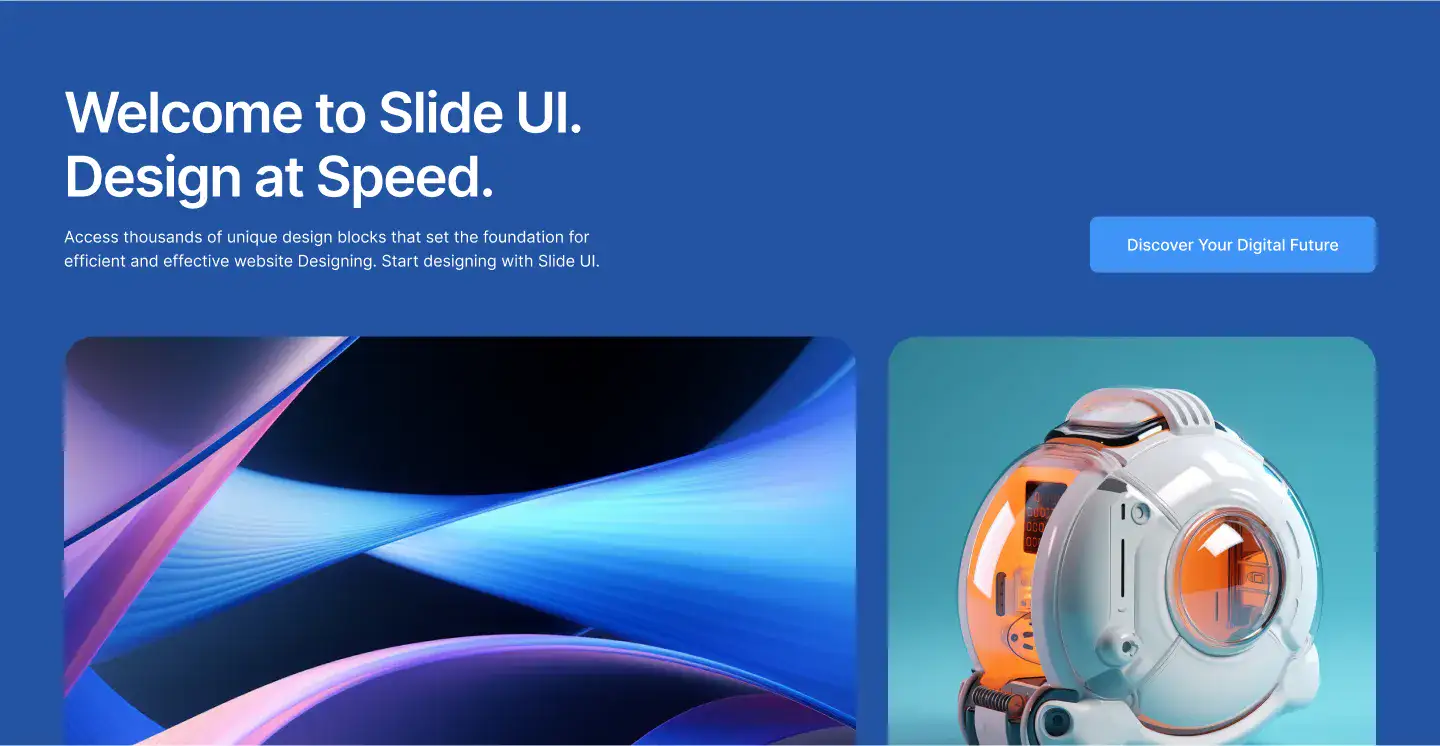 Welcome to Slide UI.
Design at Speed.
Access thousands of unique design blocks that set the foundation for
efficient and effective website Designing. Start designing with Slide UI.
Discover Your Digital Future